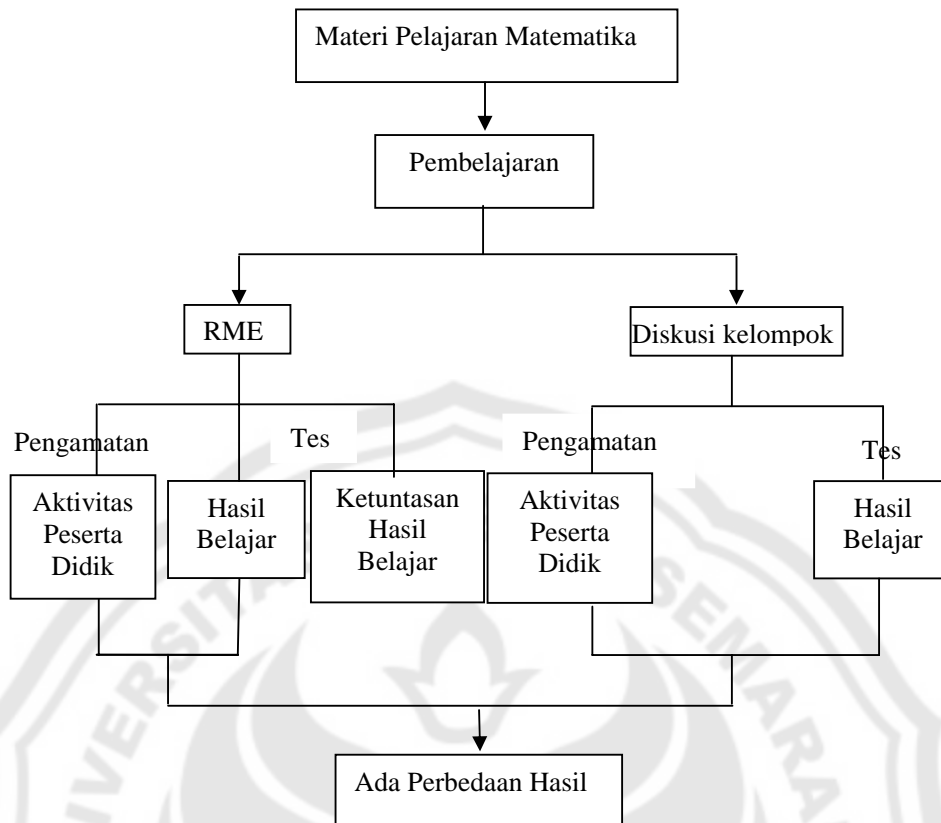 Materi Pelajaran Matematika
Pembelajaran
RME
Diskusi kelompok
Pengamatan
Tes
Pengamatan
Tes
Aktivitas
Peserta
Didik
Hasil
Belajar
Ketuntasan
Hasil
Belajar
Aktivitas
Peserta
Didik
Hasil
Belajar
Ada Perbedaan Hasil